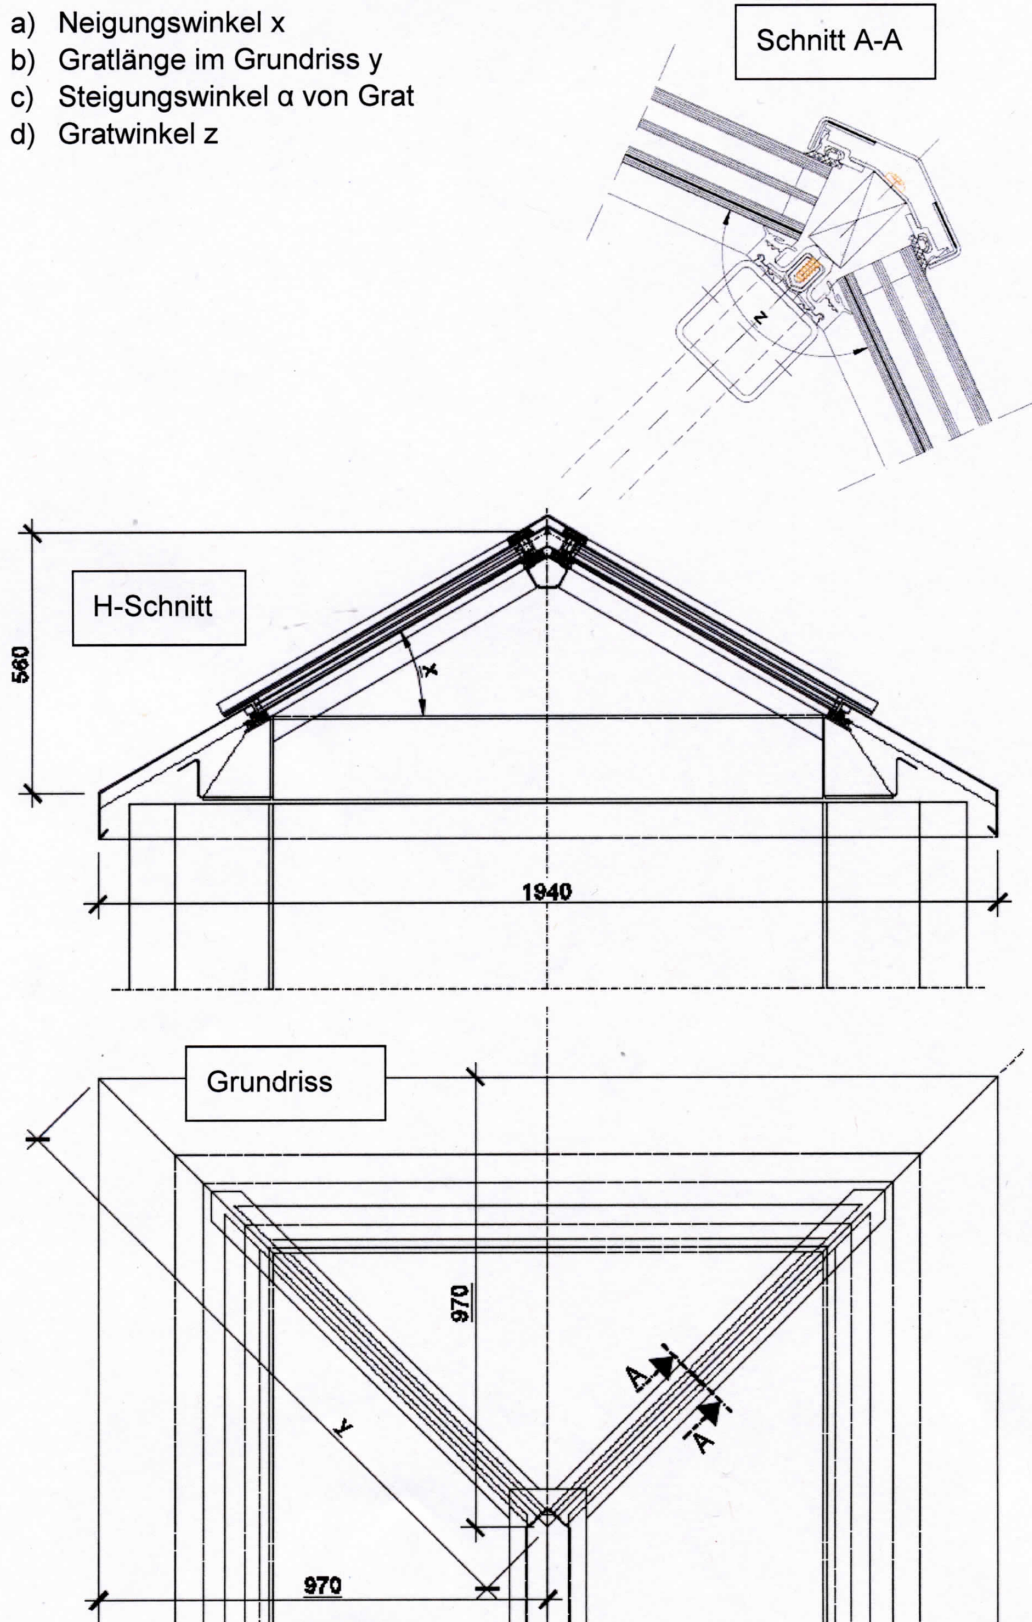 a) Neigungswinkel x
b) Gratlänge im Grundriss y
c) Steigungswinkel α von Grat
d) Gratwinkel z
Schnitt A-A
z
H-Schnitt
560
x
1940
Grundriss
970
A
A
y
970